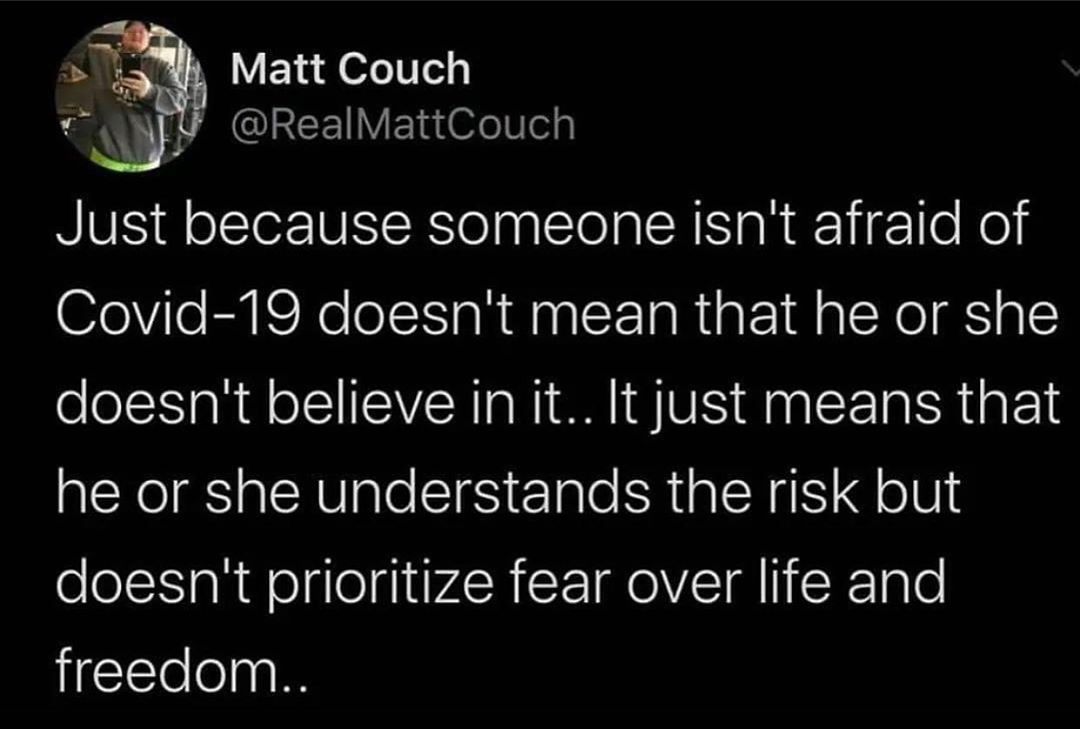 Matt Couch
@RealMattCouch
Just because someone isn't afraid of
Covid-19 doesn't mean that he or she
doesn't believe in it.. It just means that
he or she understands the risk but
doesn't prioritize fear over life and
freedom..